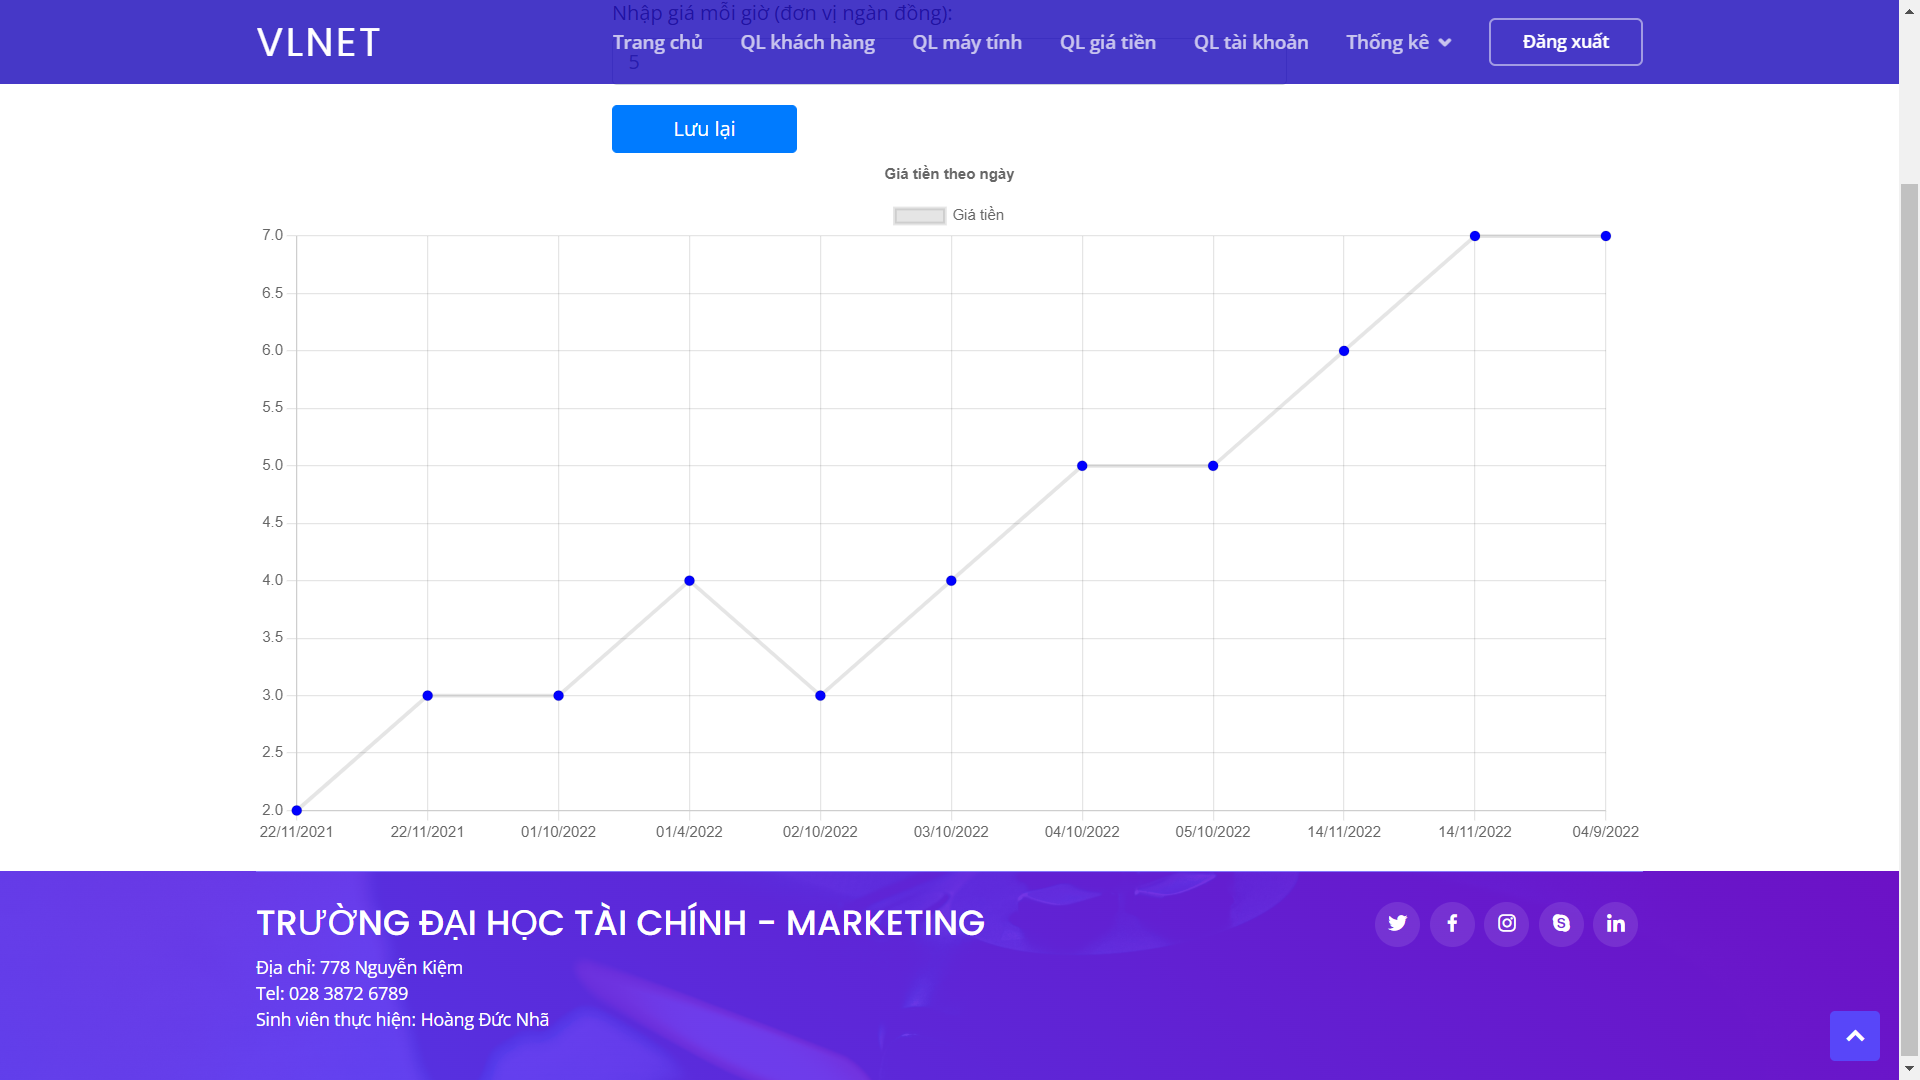 Nhập giá mỗi giờ (đơn vị ngàn đồng):
VLNET
Trang chủ QL khách hàng QL máy tính QL giá tiền QL tài khoản Thống kê Đăng xuất
5
Lưu lại
Giá tiền theo ngày
Giá tiền
7.0
6.5
6.0
5.5
5.0
4.5
4.0
3.5
3.0
2.5
2.0
22/11/2021 22/11/2021 01/10/2022 01/4/2022 02/10/2022 03/10/2022 04/10/2022 05/10/2022 14/11/2022 14/11/2022 04/9/2022
TRƯỜNG ĐẠI HỌC TÀI CHÍNH - MARKETING
Địa chỉ: 778 Nguyễn Kiệm
Tel: 028 3872 6789
Sinh viên thực hiện: Hoàng Đức Nhã